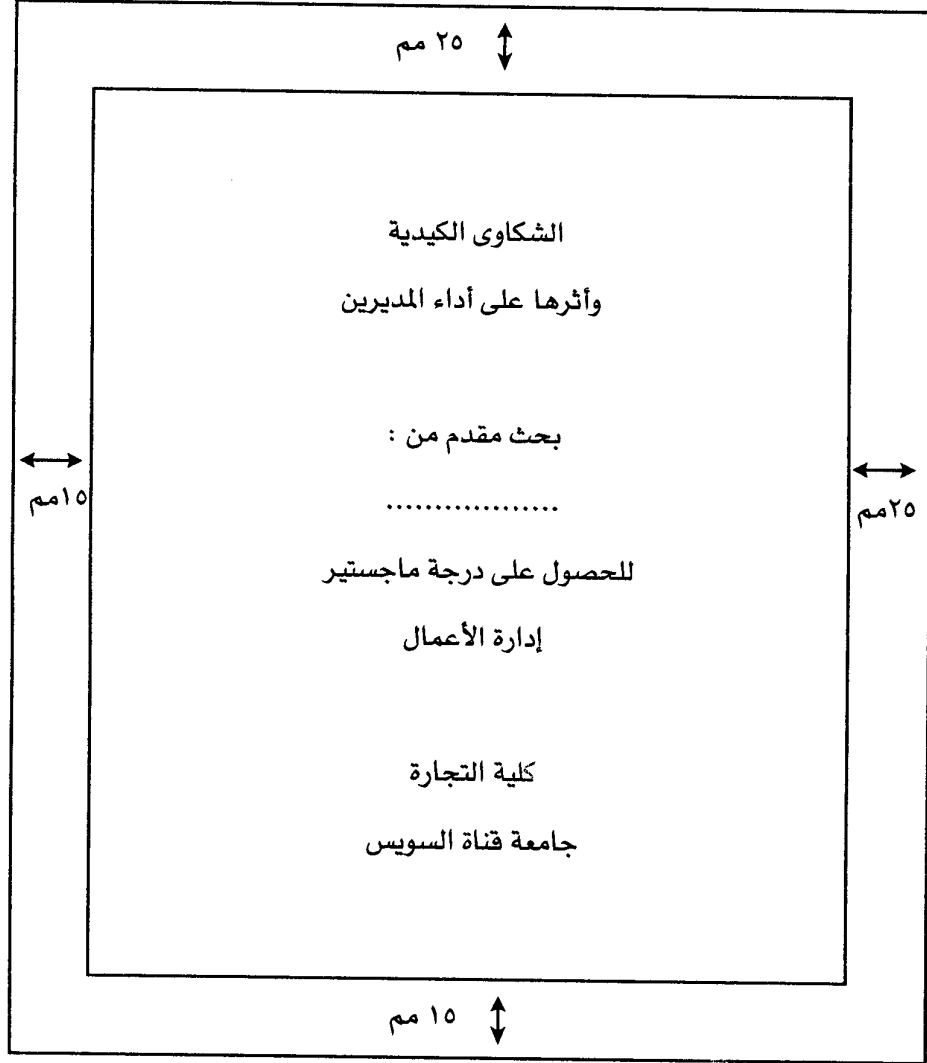 ٢٥ مم
الشكاوى الكيدية
وأثرها على أداء المديرين
بحث مقدم من :
..................
٢٥مم
١٥مم
للحصول على درجة ماجستير
إدارة الأعمال
كلية التجارة
جامعة قناة السويس
١٥ مم